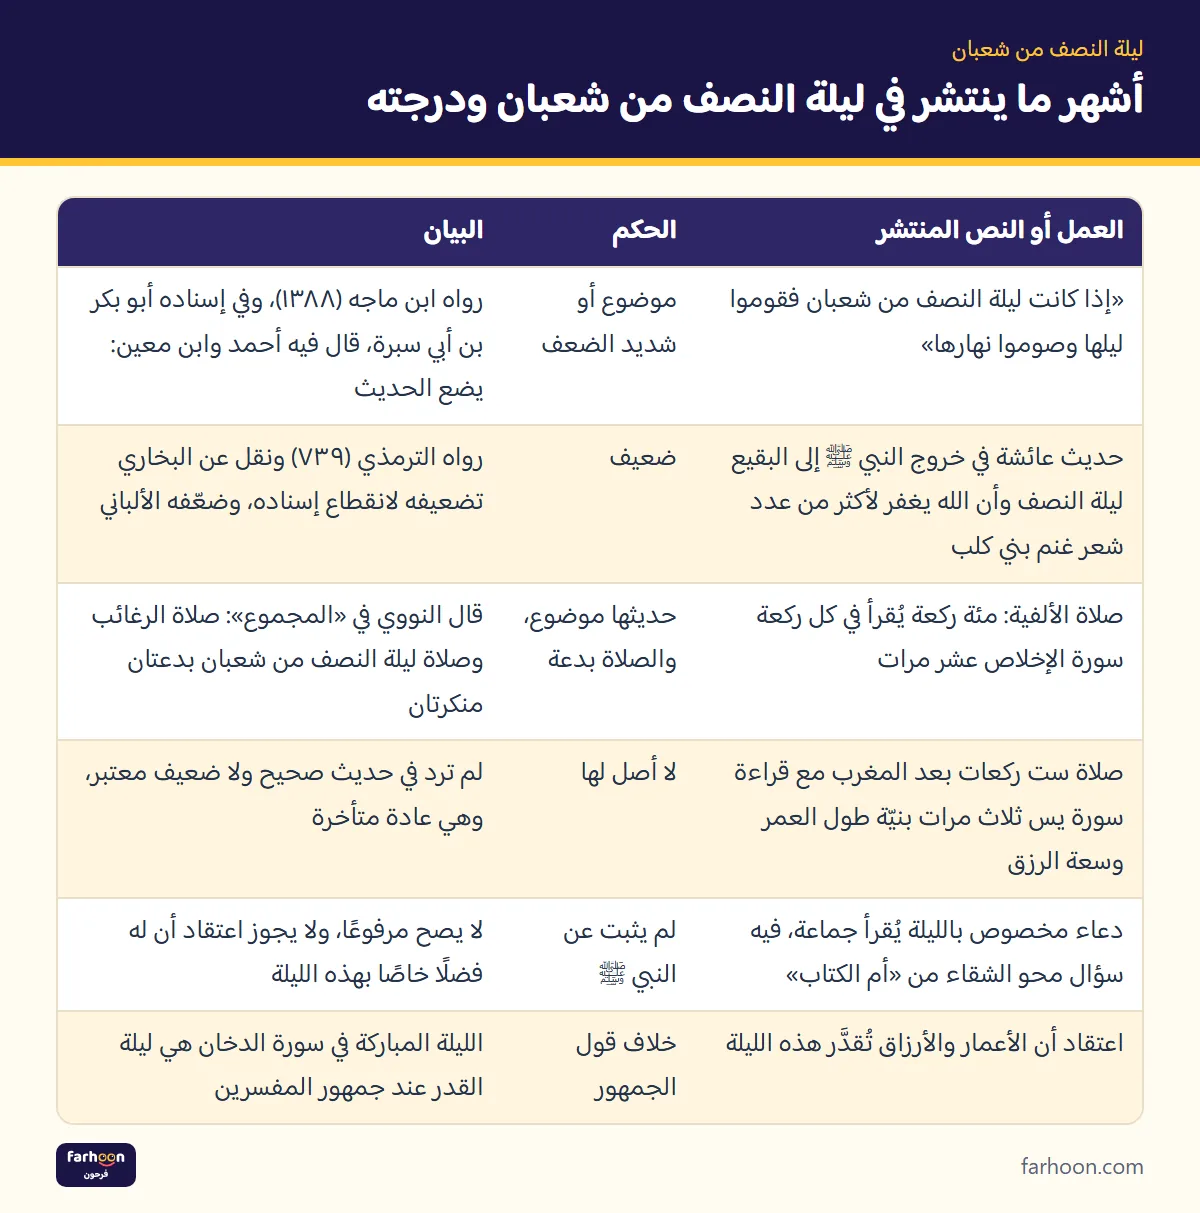 ليلة النصف من شعبان
أشهر ما ينتشر في ليلة النصف من شعبان ودرجته
العمل أو النص المنتشر
الحكم
البيان
«إذا كانت ليلة النصف من شعبان فقوموا
ليلها وصوموا نهارها»
موضوع أو
شديد الضعف
رواه ابن ماجه (١٣٨٨)، وفي إسناده أبو بكر
بن أبي سبرة، قال فيه أحمد وابن معين:
يضع الحديث
حديث عائشة في خروج النبي ﷺ إلى البقيع
ليلة النصف وأن الله يغفر لأكثر من عدد
شعر غنم بني كلب
ضعيف
رواه الترمذي (٧٣٩) ونقل عن البخاري
تضعيفه لانقطاع إسناده، وضعّفه الألباني
صلاة الألفية: مئة ركعة يُقرأ في كل ركعة
سورة الإخلاص عشر مرات
حديثها موضوع،
والصلاة بدعة
قال النووي في «المجموع»: صلاة الرغائب
وصلاة ليلة النصف من شعبان بدعتان
منكرتان
صلاة ست ركعات بعد المغرب مع قراءة
سورة يس ثلاث مرات بنيّة طول العمر
وسعة الرزق
لا أصل لها
لم ترد في حديث صحيح ولا ضعيف معتبر،
وهي عادة متأخرة
دعاء مخصوص بالليلة يُقرأ جماعة، فيه
سؤال محو الشقاء من «أم الكتاب»
لم يثبت عن
النبي ﷺ
لا يصح مرفوعًا، ولا يجوز اعتقاد أن له
فضلًا خاصًا بهذه الليلة
اعتقاد أن الأعمار والأرزاق تُقدَّر هذه الليلة
خلاف قول
الجمهور
الليلة المباركة في سورة الدخان هي ليلة
القدر عند جمهور المفسرين
farhoon.com
farhoon
فرحون